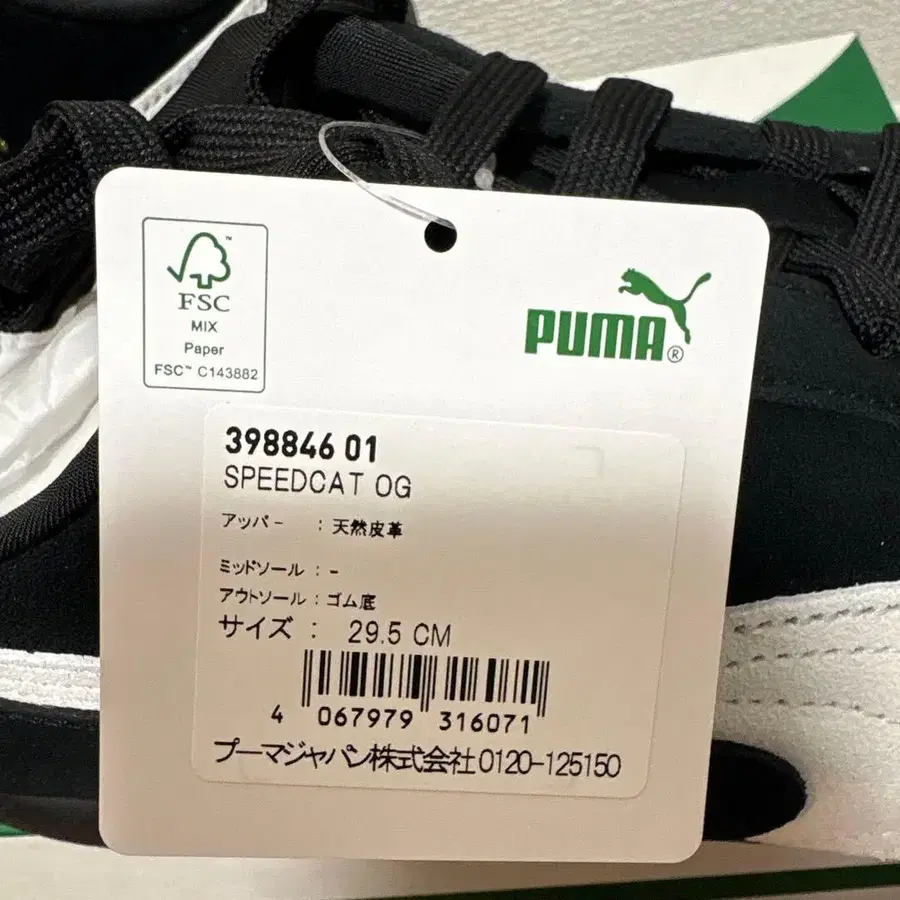 FSC
MIX
Paper
FSC™ C143882
PUMA®
398846 01
SPEEDCAT OG
アッパー : 天然皮革
ミッドソール : -
アウトソール : ゴム底
サイズ : 29.5 CM
4 067979 316071
プーマジャパン株式会社0120-125150